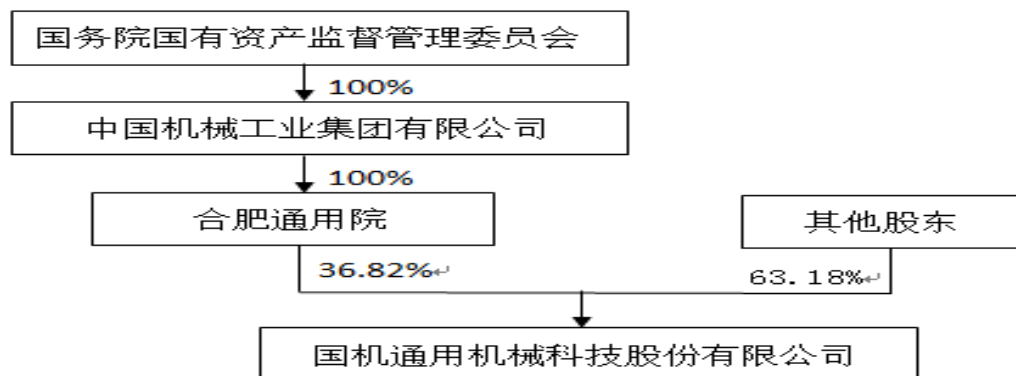 国务院国有资产监督管理委员会
100%
中国机械工业集团有限公司
100%
合肥通用院
其他股东
36.82%↵
63.18%↵
国机通用机械科技股份有限公司